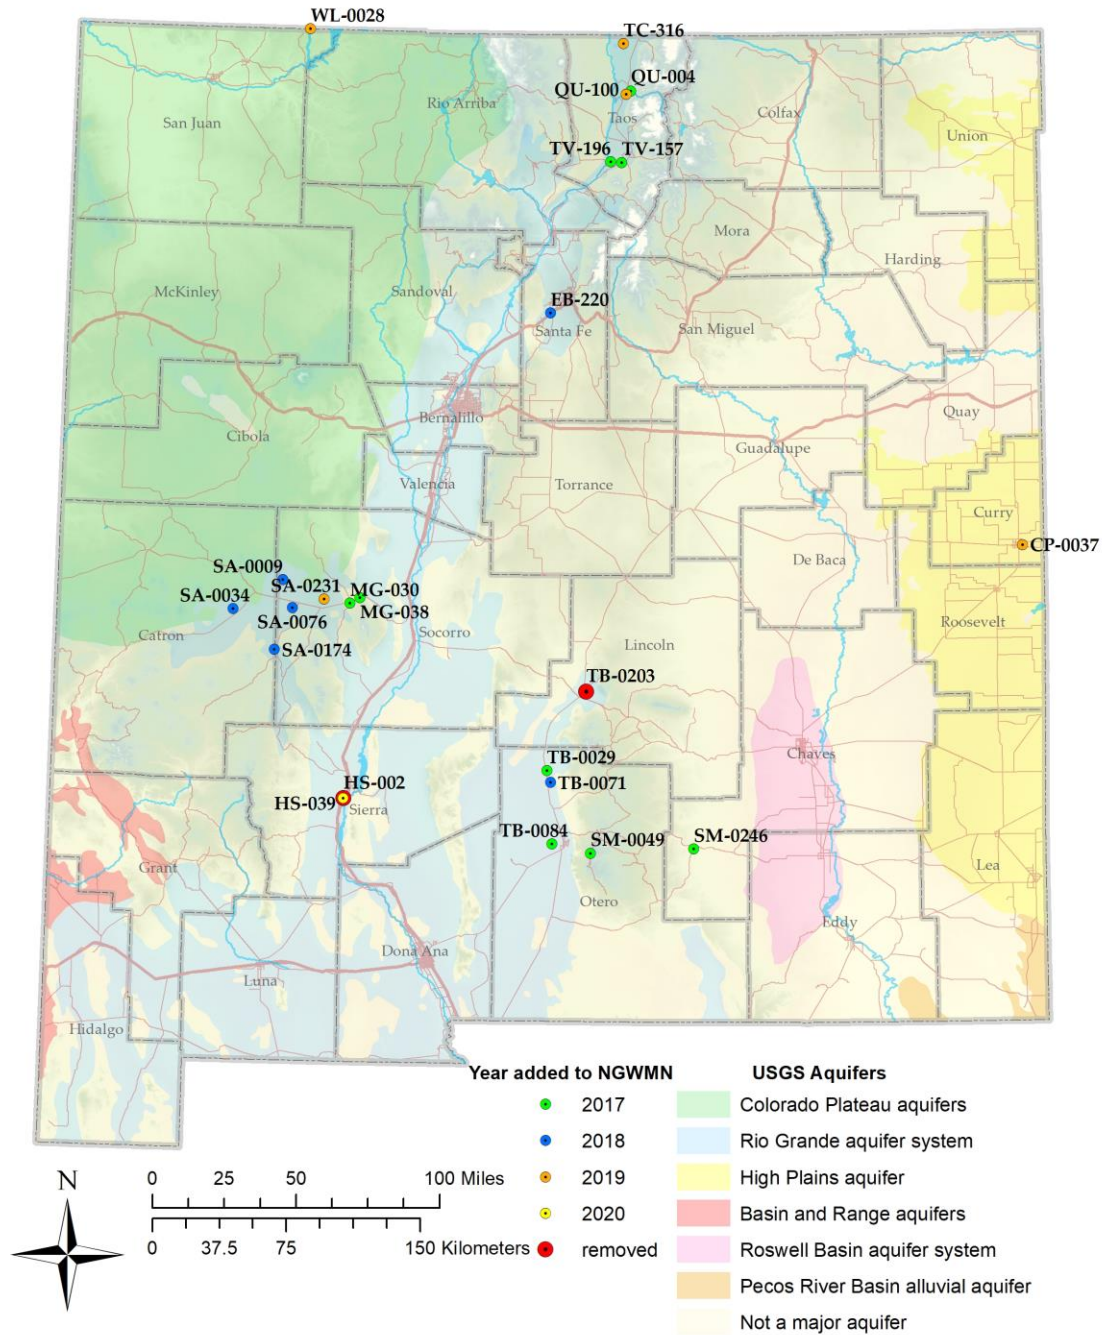 WL-0028
TC-316
QU-004
QU-100
Rio Arriba
Taos
Colfax
San Juan
Union
TV-196 TV-157
Mora
Harding
McKinley
Sandoval
EB-220
Santa Fe
San Miguel
Quay
Bernalillo
Cibola
Guadalupe
Valencia
Torrance
Curry
CP-0037
De Baca
SA-0009
SA-0231 MG-030
SA-0034
MG-038
SA-0076
Catron
Socorro
Roosevelt
Lincoln
SA-0174
TB-0203
Chaves
TB-0029
HS-002
TB-0071
HS-039
Sierra
TB-0084
SM-0049
SM-0246
Grant
Lea
Otero
Eddy
Dona Ana
Luna
Hidalgo
Year added to NGWMN
2017
2018
2019
2020
removed
USGS Aquifers
Colorado Plateau aquifers
Rio Grande aquifer system
High Plains aquifer
Basin and Range aquifers
Roswell Basin aquifer system
Pecos River Basin alluvial aquifer
Not a major aquifer
N
0 25 50 100 Miles
0 37.5 75 150 Kilometers